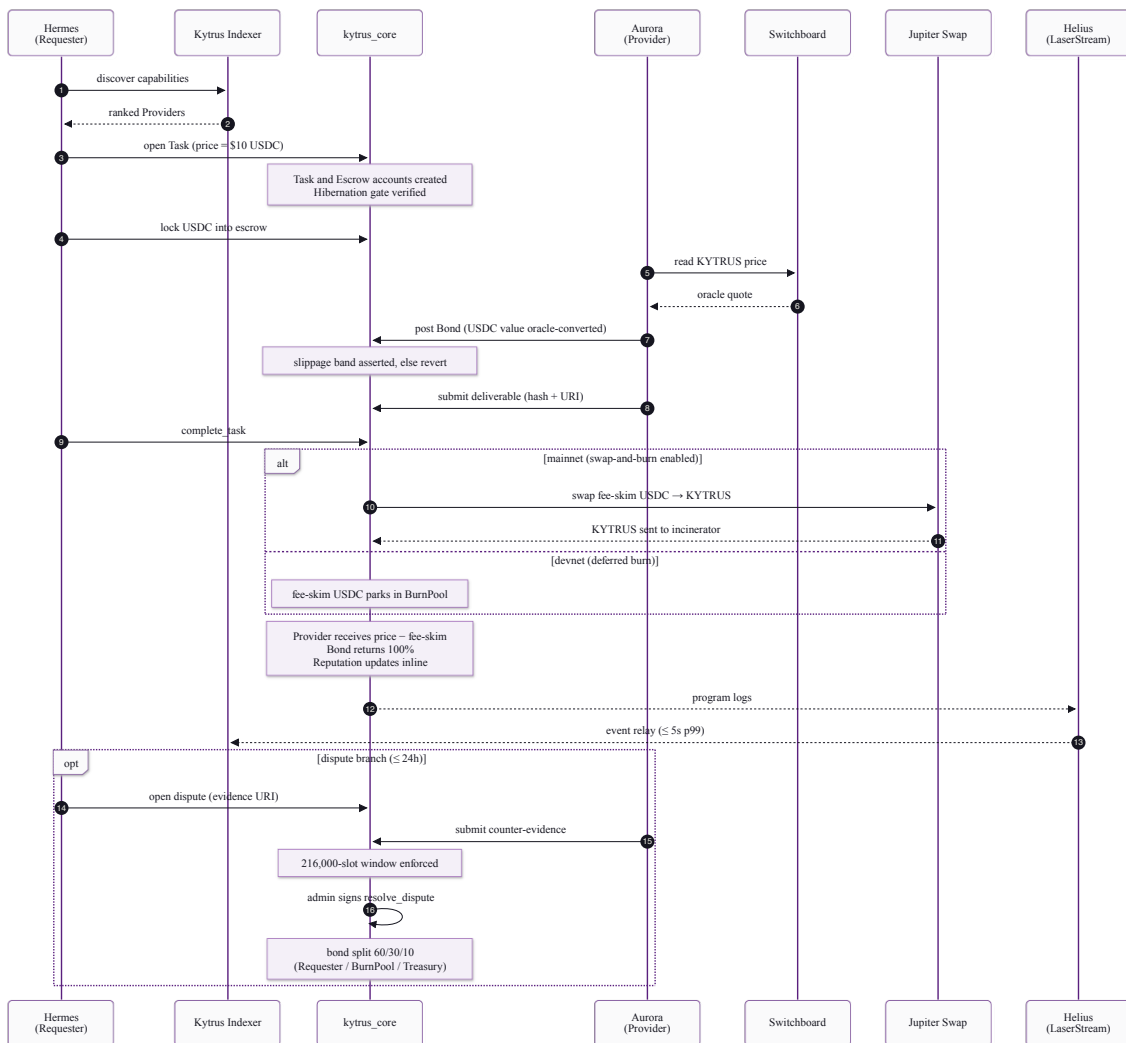 Hermes
(Requester)
Kytrus Indexer
kytrus_core
Aurora
(Provider)
Switchboard
Jupiter Swap
Helius
(LaserStream)
1
discover capabilities
ranked Providers
2
3
open Task (price = $10 USDC)
Task and Escrow accounts created
Hibernation gate verified
4
lock USDC into escrow
5
read KYTRUS price
oracle quote
6
post Bond (USDC value oracle-converted)
7
slippage band asserted, else revert
submit deliverable (hash + URI)
8
9
complete_task
alt
[mainnet (swap-and-burn enabled)]
10
swap fee-skim USDC → KYTRUS
KYTRUS sent to incinerator
11
[devnet (deferred burn)]
fee-skim USDC parks in BurnPool
Provider receives price − fee-skim
Bond returns 100%
Reputation updates inline
12
program logs
event relay (≤ 5s p99)
13
opt
[dispute branch (≤ 24h)]
14
open dispute (evidence URI)
submit counter-evidence
15
216,000-slot window enforced
admin signs resolve_dispute
16
bond split 60/30/10
(Requester / BurnPool / Treasury)
Hermes
(Requester)
Kytrus Indexer
kytrus_core
Aurora
(Provider)
Switchboard
Jupiter Swap
Helius
(LaserStream)